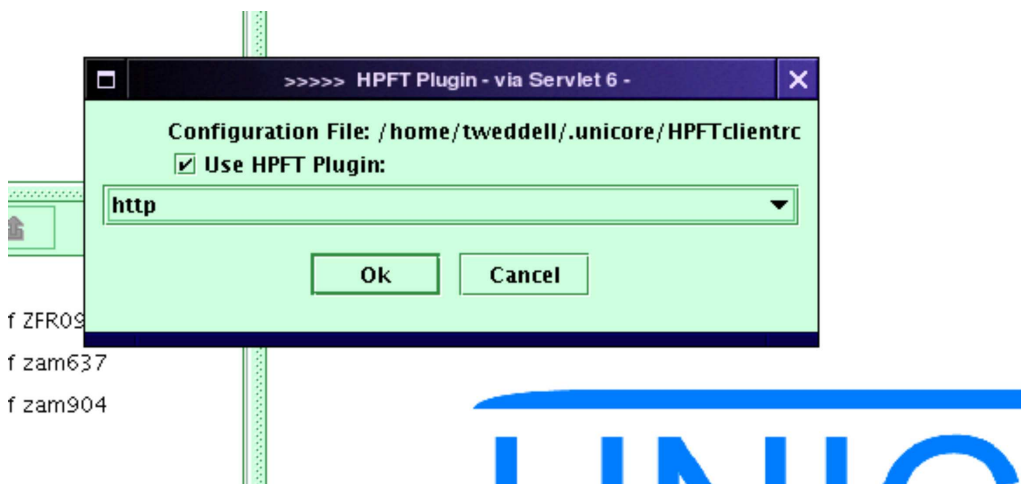 >>>>> HPFT Plugin - via Servlet 6 -
Configuration File: /home/tweddell/.unicore/HPFTclientrc
Use HPFT Plugin:
http
Ok
Cancel
f ZFR09
f zam637
f zam904